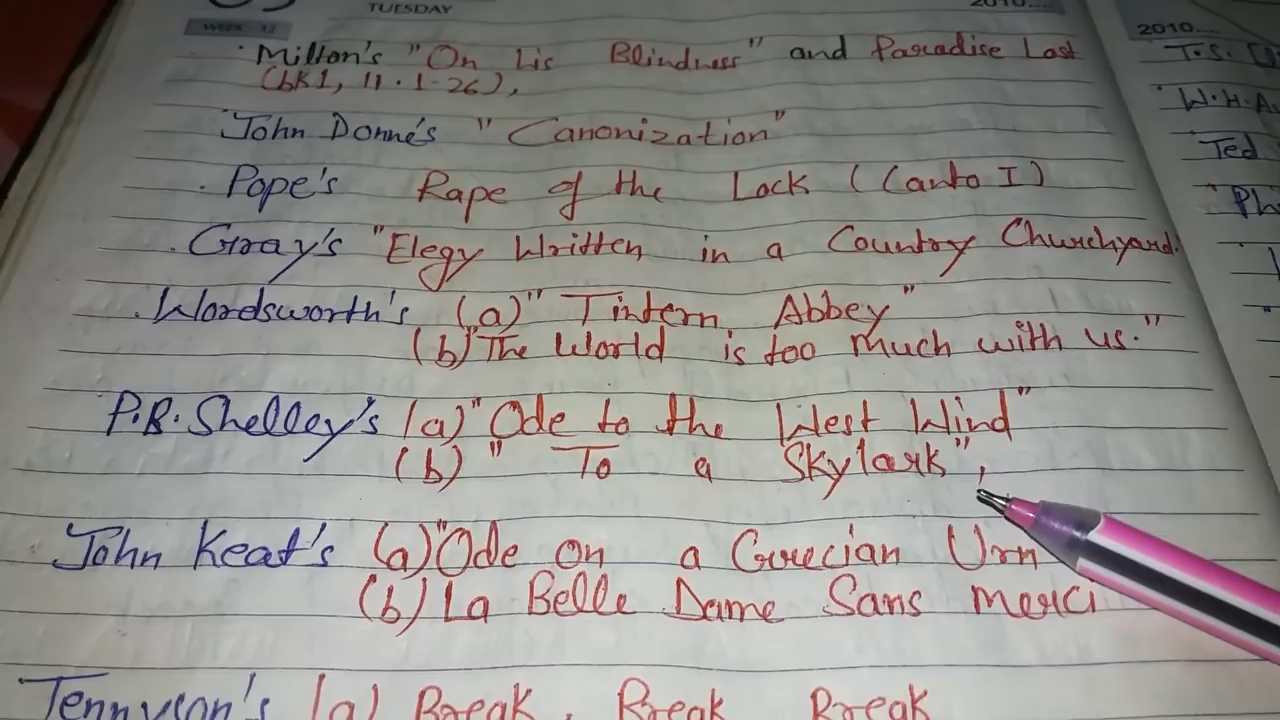 TUESDAY
WEEK 12
2010....
Milton's "On his Blindness" and Paradise Lost
(bk1, ll. 1-26),
John Donne's "Canonization"
Pope's Rape of the Lock (Canto I)
Gray's "Elegy Written in a Country Churchyard.
Wordsworth's (a)" Tintern Abbey"
(b) "The World is too much with us."
P.B. Shelley's (a) "Ode to the West Wind"
(b) " To a Skylark",
John Keat's (a) "Ode on a Grecian Urn
(b) La Belle Dame Sans merci
Tennyson's (a) Break, Break Break
2010....
T.S.
W.H.A
Ted
Ph